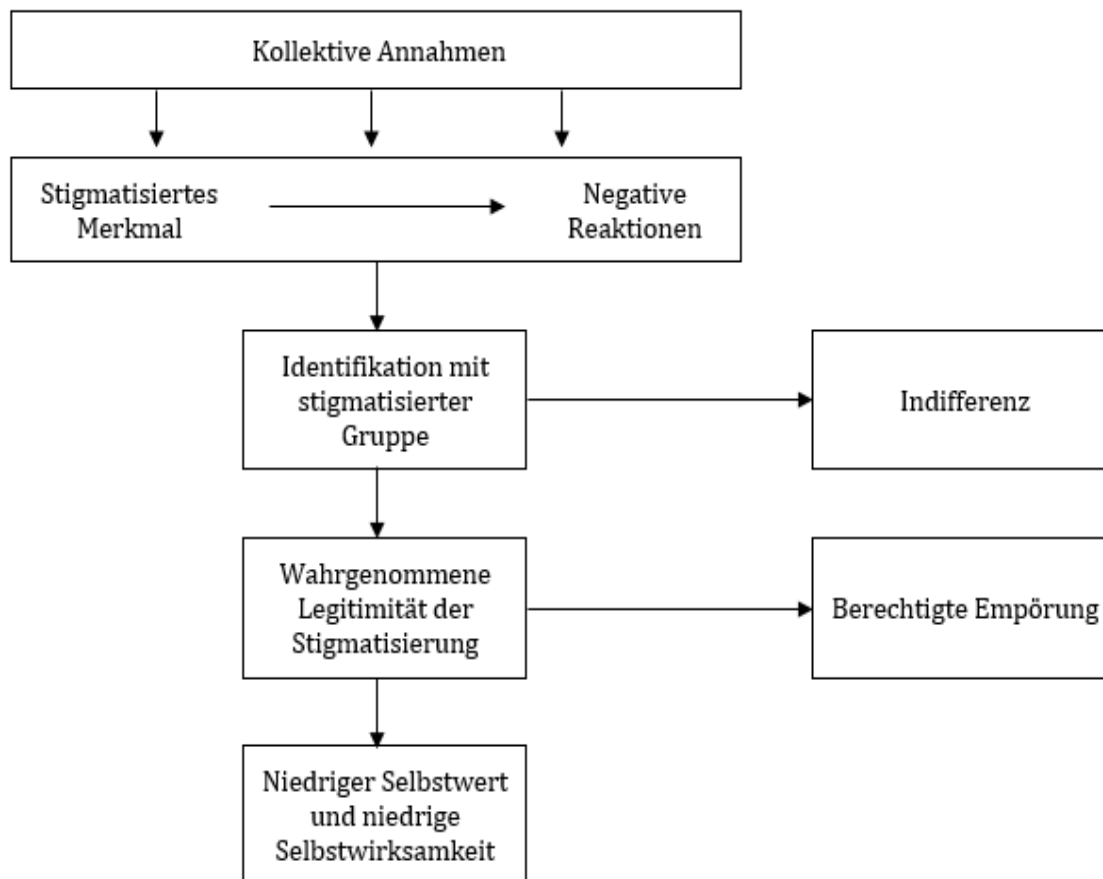 Kollektive Annahmen
Stigmatisiertes
Merkmal
Negative
Reaktionen
Identifikation mit
stigmatisierter
Gruppe
Indifferenz
Wahrgenommene
Legitimität der
Stigmatisierung
Berechtigte Empörung
Niedriger Selbstwert
und niedrige
Selbstwirksamkeit